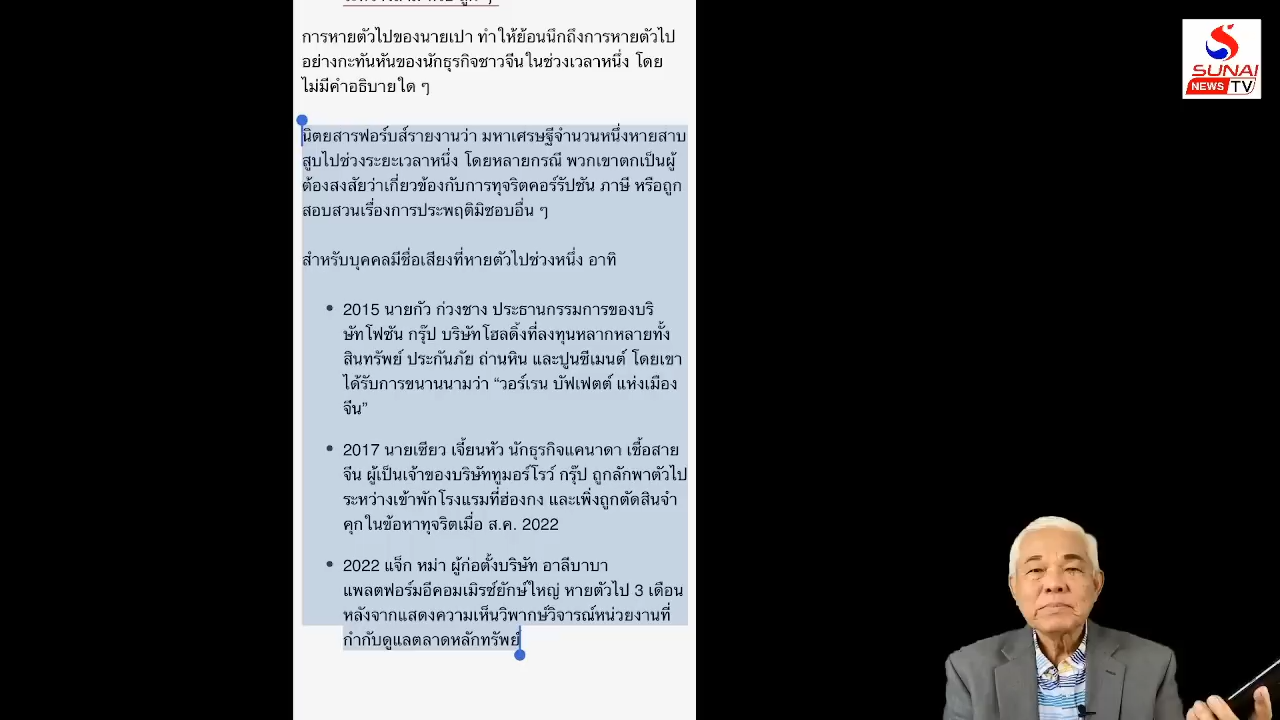 การหายตัวไปของนายเปา ทำให้ย้อนนึกถึงการหายตัวไป
อย่างกะทันหันของนักธุรกิจชาวจีนในช่วงเวลาหนึ่ง โดย
ไม่มีคำอธิบายใด ๆ
นิตยสารฟอร์บส์รายงานว่า มหาเศรษฐีจำนวนหนึ่งหายสาบ
สูบไปช่วงระยะเวลาหนึ่ง โดยหลายกรณี พวกเขาตกเป็นผู้
ต้องสงสัยว่าเกี่ยวข้องกับการทุจริตคอร์รัปชัน ภาษี หรือถูก
สอบสวนเรื่องการประพฤติมิชอบอื่น ๆ
สำหรับบุคคลมีชื่อเสียงที่หายตัวไปช่วงหนึ่ง อาทิ
• 2015 นายกัว ก่วงชาง ประธานกรรมการของบริ
ษัทโฟซัน กรุ๊ป บริษัทโฮลดิ้งที่ลงทุนหลากหลายทั้ง
สินทรัพย์ ประกันภัย ถ่านหิน และปูนซีเมนต์ โดยเขา
ได้รับการขนานนามว่า “วอร์เรน บัฟเฟตต์ แห่งเมือง
จีน”
• 2017 นายเซียว เจี้ยนหัว นักธุรกิจแคนาดา เชื้อสาย
จีน ผู้เป็นเจ้าของบริษัททูมอร์โรว์ กรุ๊ป ถูกลักพาตัวไป
ระหว่างเข้าพักโรงแรมที่ฮ่องกง และเพิ่งถูกตัดสินจำ
คุกในข้อหาทุจริตเมื่อ ส.ค. 2022
• 2022 แจ็ก หม่า ผู้ก่อตั้งบริษัท อาลีบาบา
แพลตฟอร์มอีคอมเมิรซ์ยักษ์ใหญ่ หายตัวไป 3 เดือน
หลังจากแสดงความเห็นวิพากษ์วิจารณ์หน่วยงานที่
กำกับดูแลตลาดหลักทรัพย์
SUNAI
NEWS TV